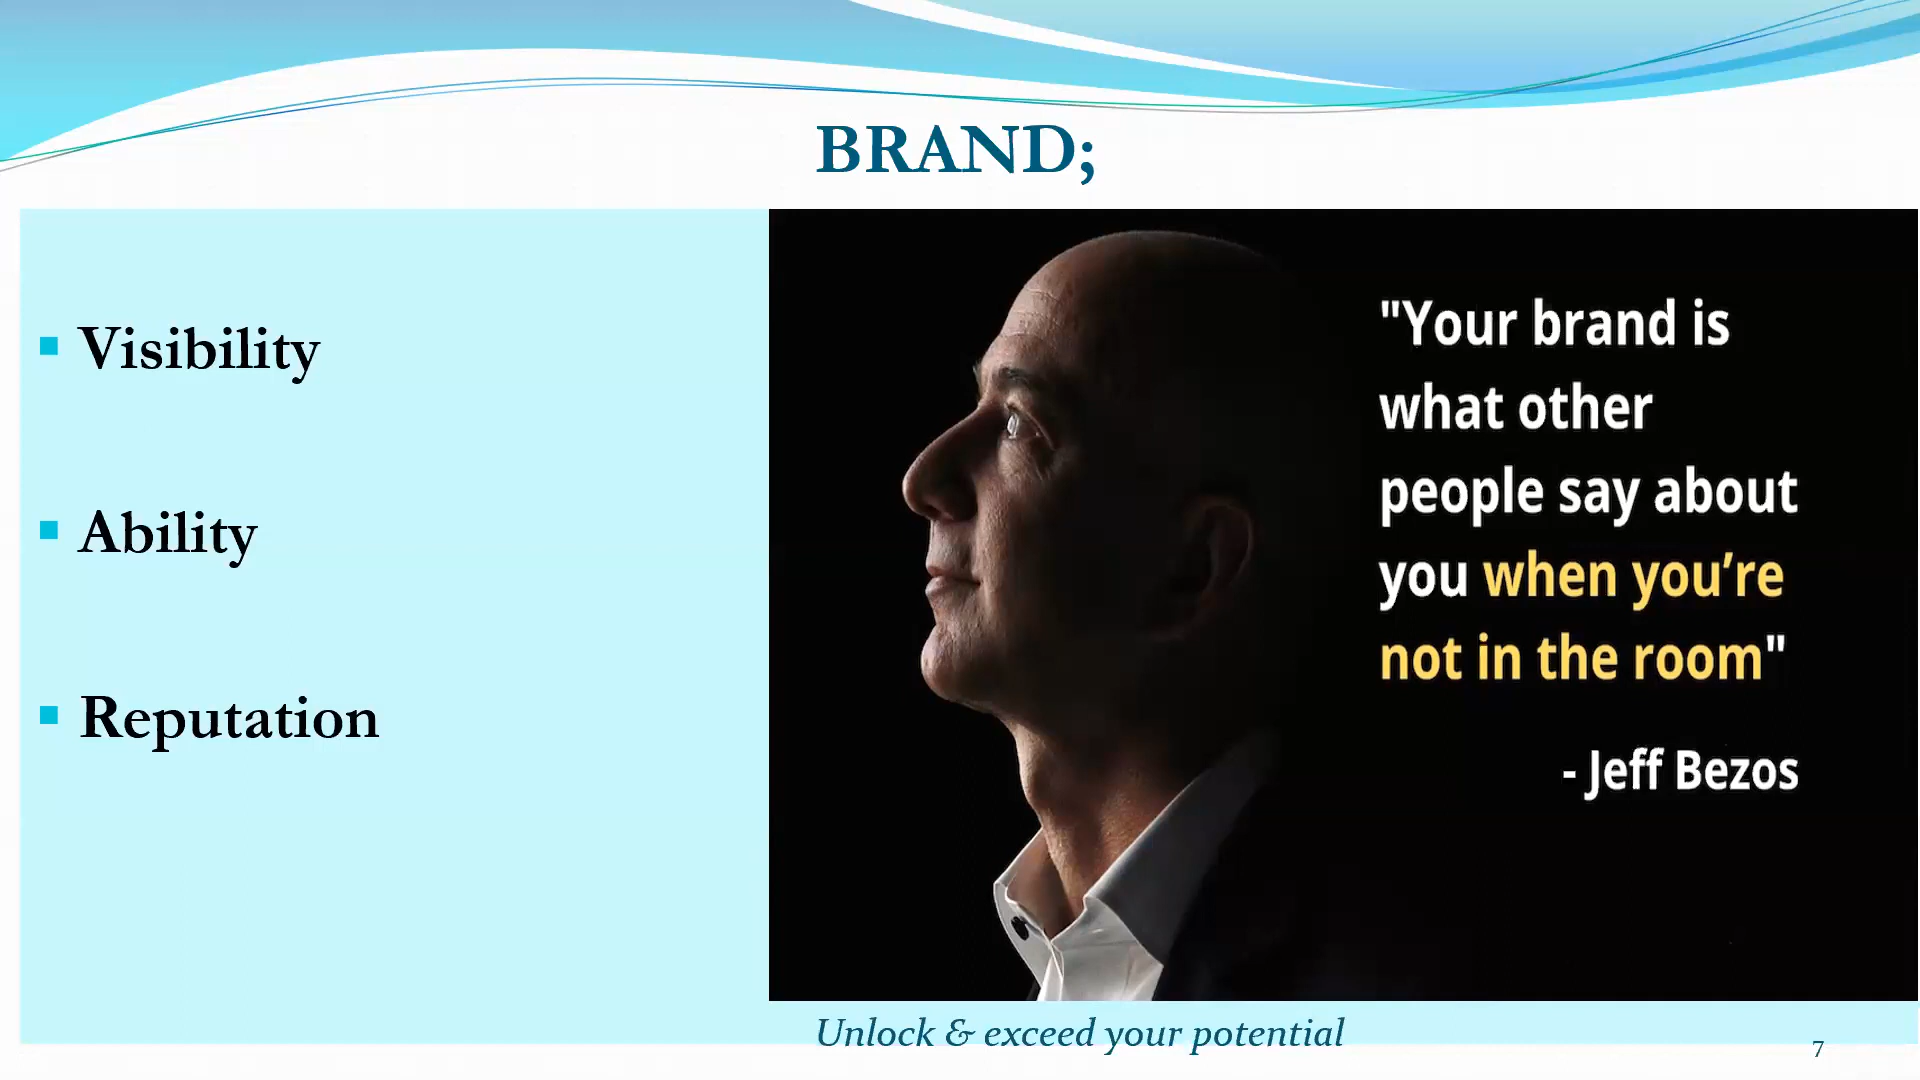 BRAND;
Visibility
Ability
Reputation
"Your brand is
what other
people say about
you when you’re
not in the room"
- Jeff Bezos
Unlock & exceed your potential
7